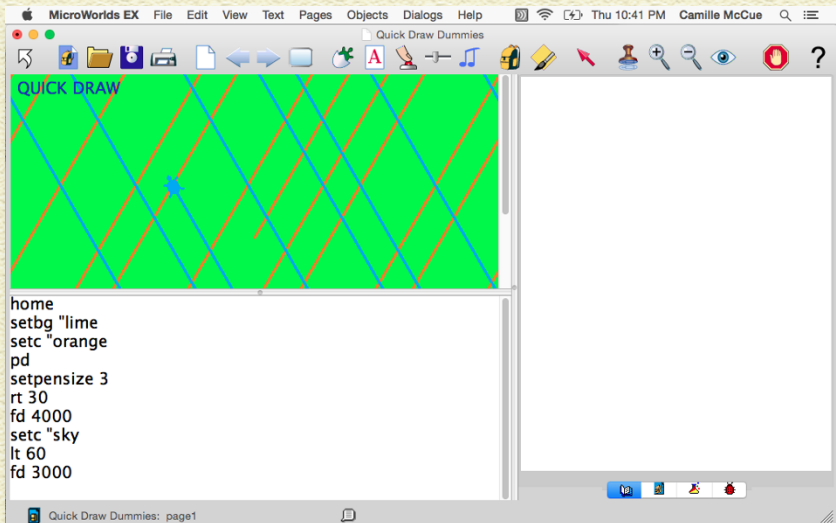 MicroWorlds EX File Edit View Text Pages Objects Dialogs Help Thu 10:41 PM Camille McCue
Quick Draw Dummies
A ?
QUICK DRAW
home
setbg "lime
setc "orange
pd
setpensize 3
rt 30
fd 4000
setc "sky
lt 60
fd 3000
Quick Draw Dummies: page1